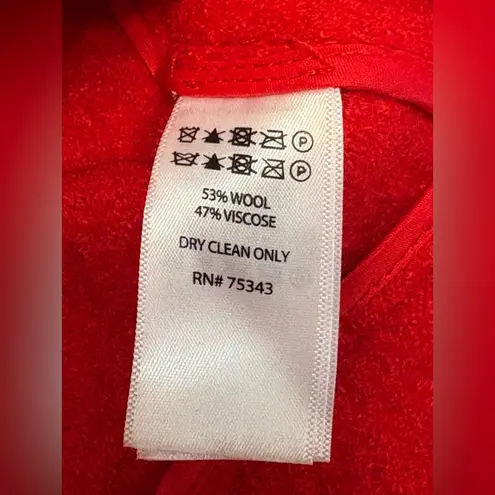 P
P
53% WOOL
47% VISCOSE
DRY CLEAN ONLY
RN# 75343